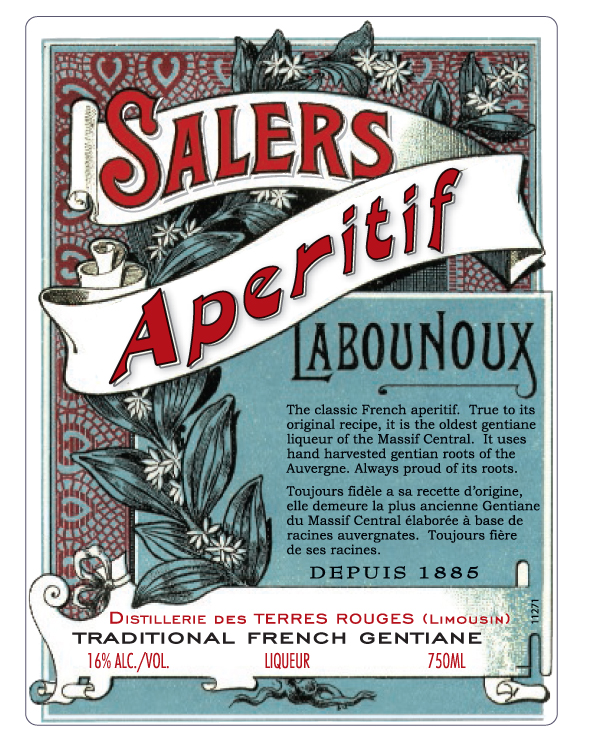 SALERS
Aperitif
LABOUNOUX
The classic French aperitif. True to its
original recipe, it is the oldest gentiane
liqueur of the Massif Central. It uses
hand harvested gentian roots of the
Auvergne. Always proud of its roots.
Toujours fidèle a sa recette d'origine,
elle demeure la plus ancienne Gentiane
du Massif Central élaborée à base de
racines auvergnates. Toujours fière
de ses racines.
DEPUIS 1885
11271
DISTILLERIE DES TERRES ROUGES (LIMOUSIN)
TRADITIONAL FRENCH GENTIANE
16% ALC./VOL. LIQUEUR 750ML